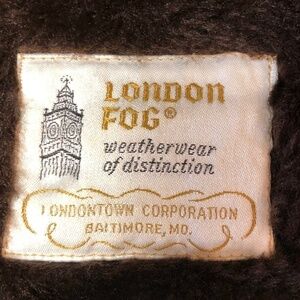 LONDON
FOG®
weatherwear
of distinction
LONDONTOWN CORPORATION
BALTIMORE, MD.